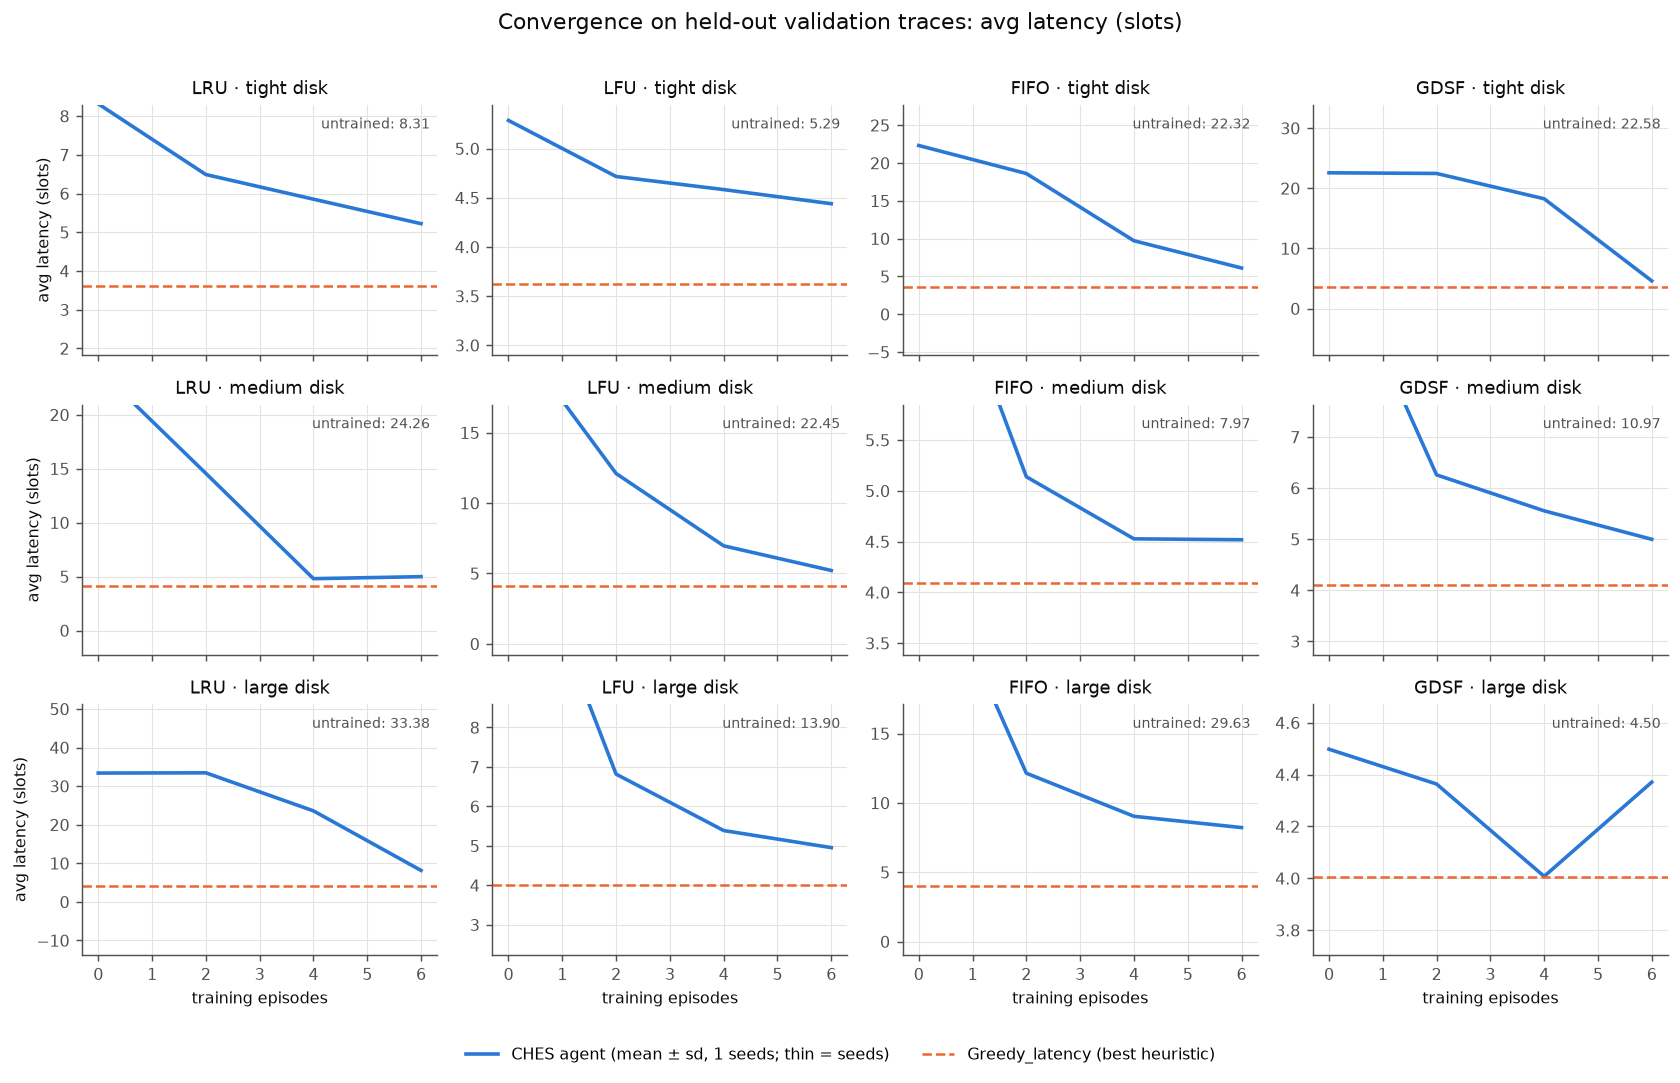 Convergence on held-out validation traces: avg latency (slots)
LRU · tight disk
LFU · tight disk
FIFO · tight disk
GDSF · tight disk
untrained: 8.31
untrained: 5.29
untrained: 22.32
untrained: 22.58
avg latency (slots)
8
7
6
5
4
3
2
5.0
4.5
4.0
3.5
3.0
25
20
15
10
5
0
−5
30
20
10
0
LRU · medium disk
LFU · medium disk
FIFO · medium disk
GDSF · medium disk
untrained: 24.26
untrained: 22.45
untrained: 7.97
untrained: 10.97
avg latency (slots)
20
15
10
5
0
15
10
5
0
5.5
5.0
4.5
4.0
3.5
7
6
5
4
3
LRU · large disk
LFU · large disk
FIFO · large disk
GDSF · large disk
untrained: 33.38
untrained: 13.90
untrained: 29.63
untrained: 4.50
avg latency (slots)
50
40
30
20
10
0
−10
8
7
6
5
4
3
15
10
5
0
4.6
4.4
4.2
4.0
3.8
0 1 2 3 4 5 6
0 1 2 3 4 5 6
0 1 2 3 4 5 6
0 1 2 3 4 5 6
training episodes
training episodes
training episodes
training episodes
CHES agent (mean ± sd, 1 seeds; thin = seeds)
Greedy_latency (best heuristic)